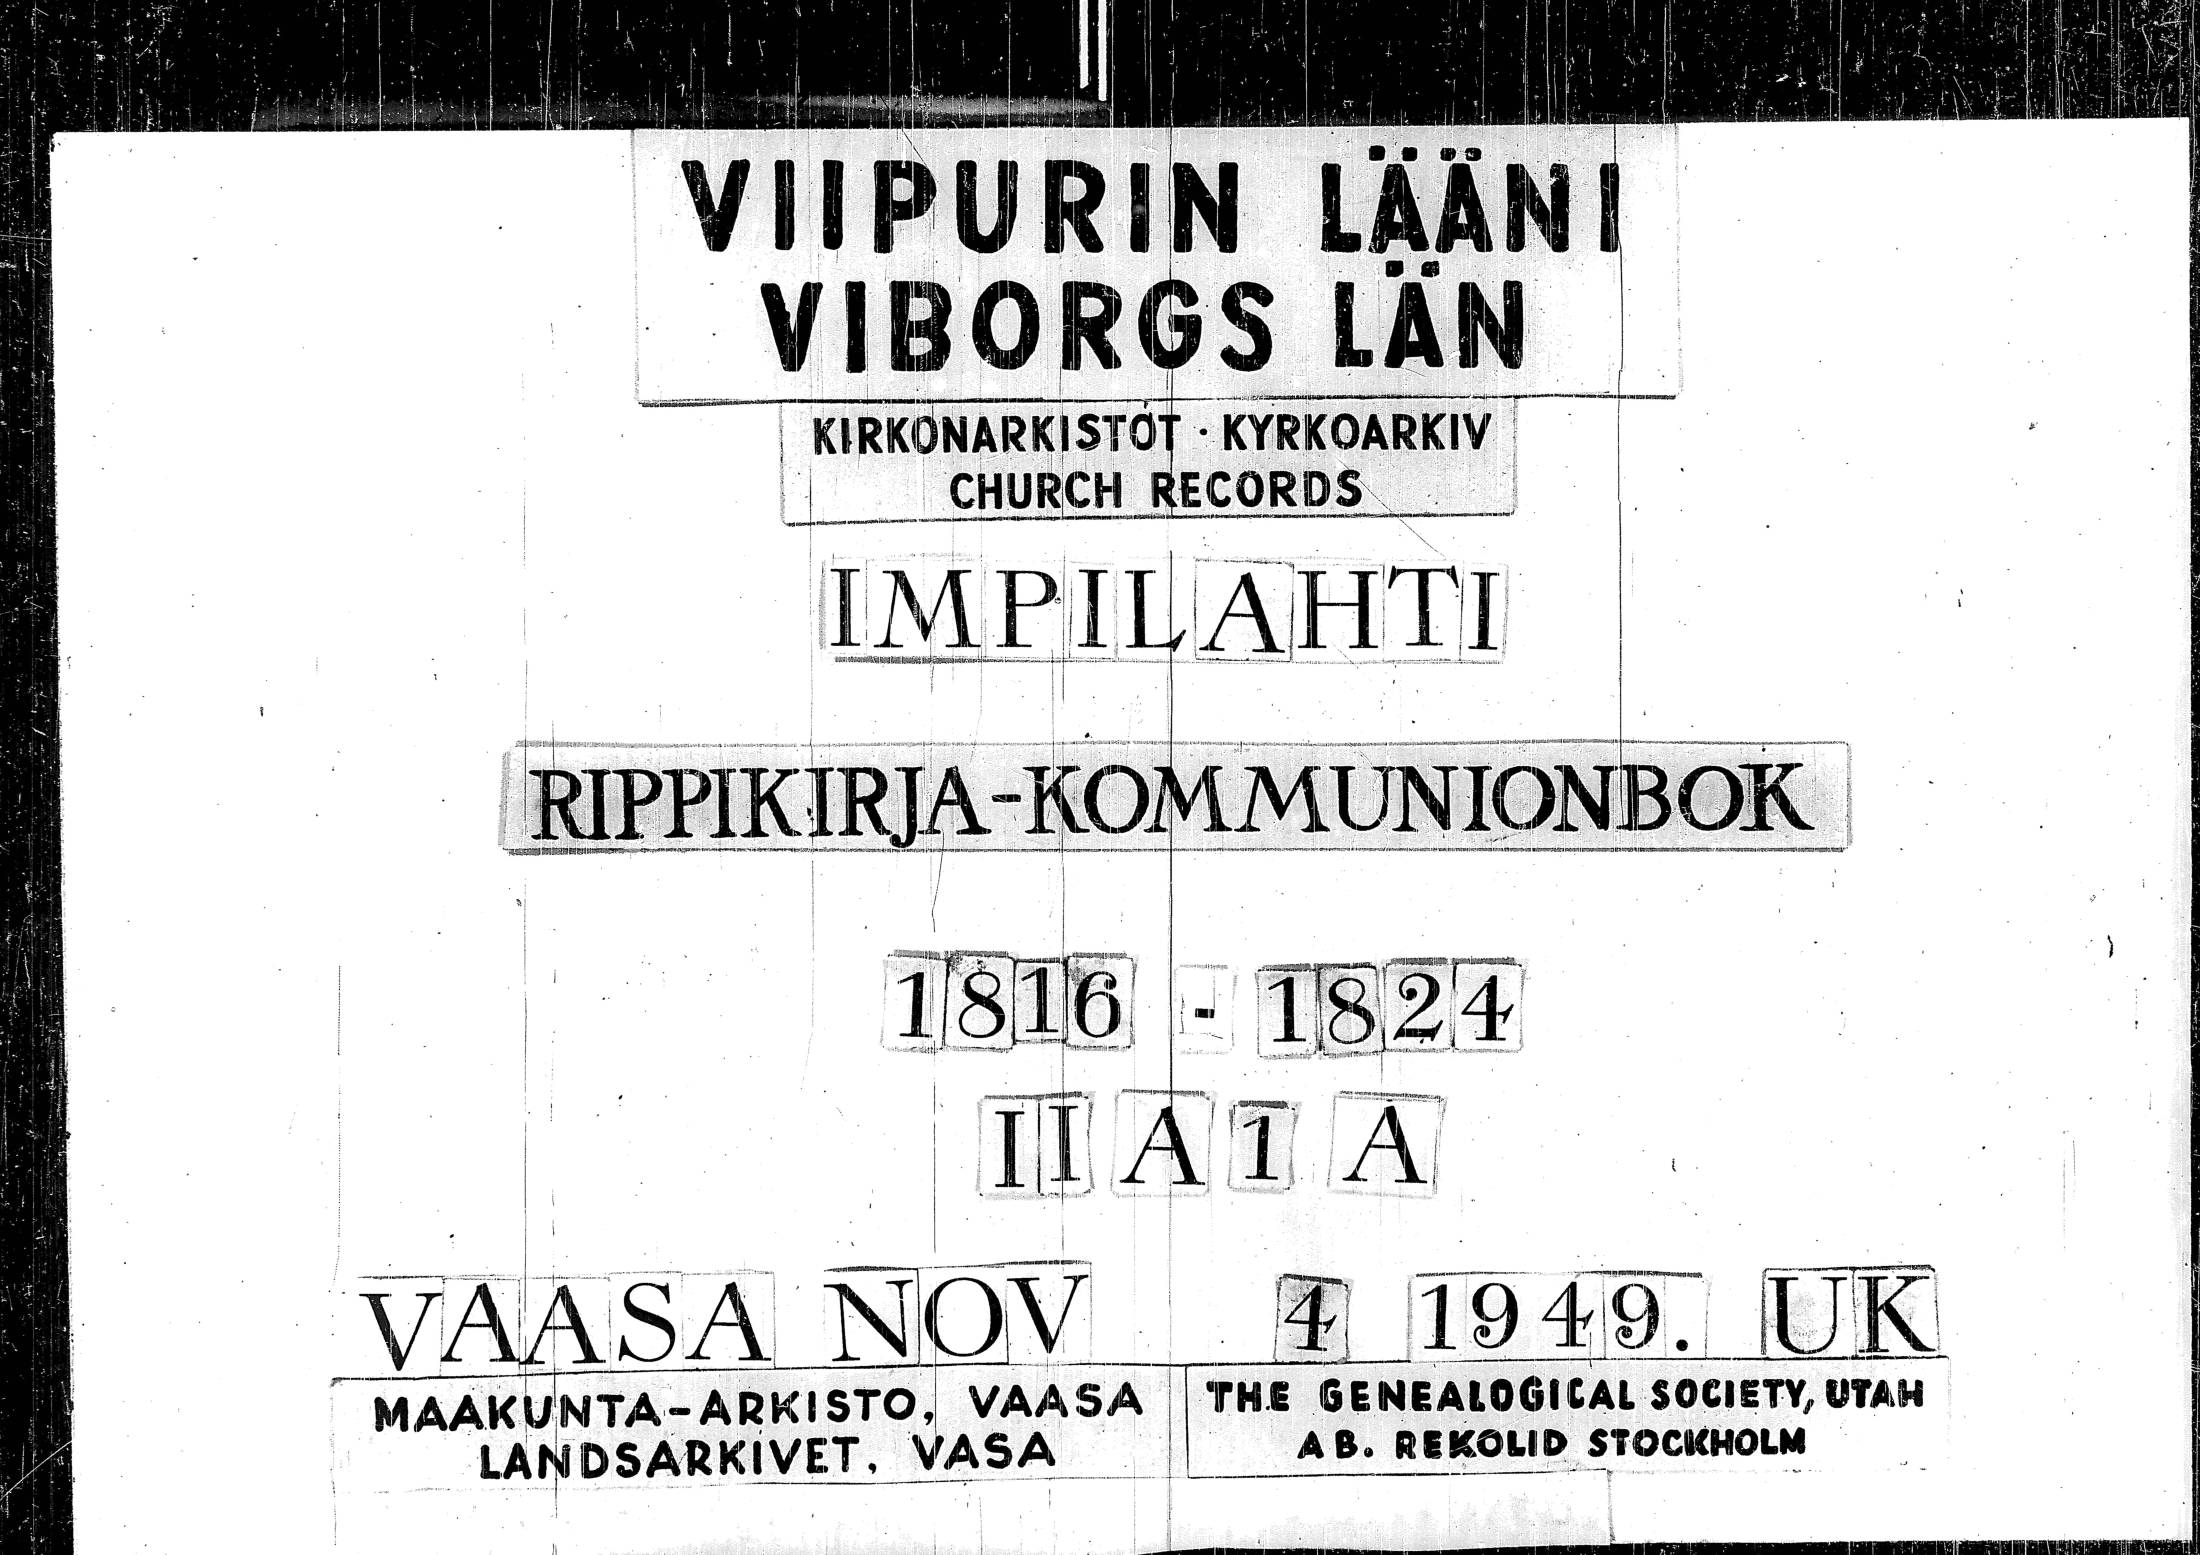 VIIPURIN LÄÄNI
VIBORGS LÄN
KIRKONARKISTOT · KYRKOARKIV
CHURCH RECORDS
IMPILAHTI
RIPPIKIRJA-KOMMUNIONBOK
1816 - 1824
II A 1 A
VAASA NOV 4 1949. UK
MAAKUNTA-ARKISTO, VAASA
LANDSARKIVET, VASA
THE GENEALOGICAL SOCIETY, UTAH
AB. REKOLID STOCKHOLM